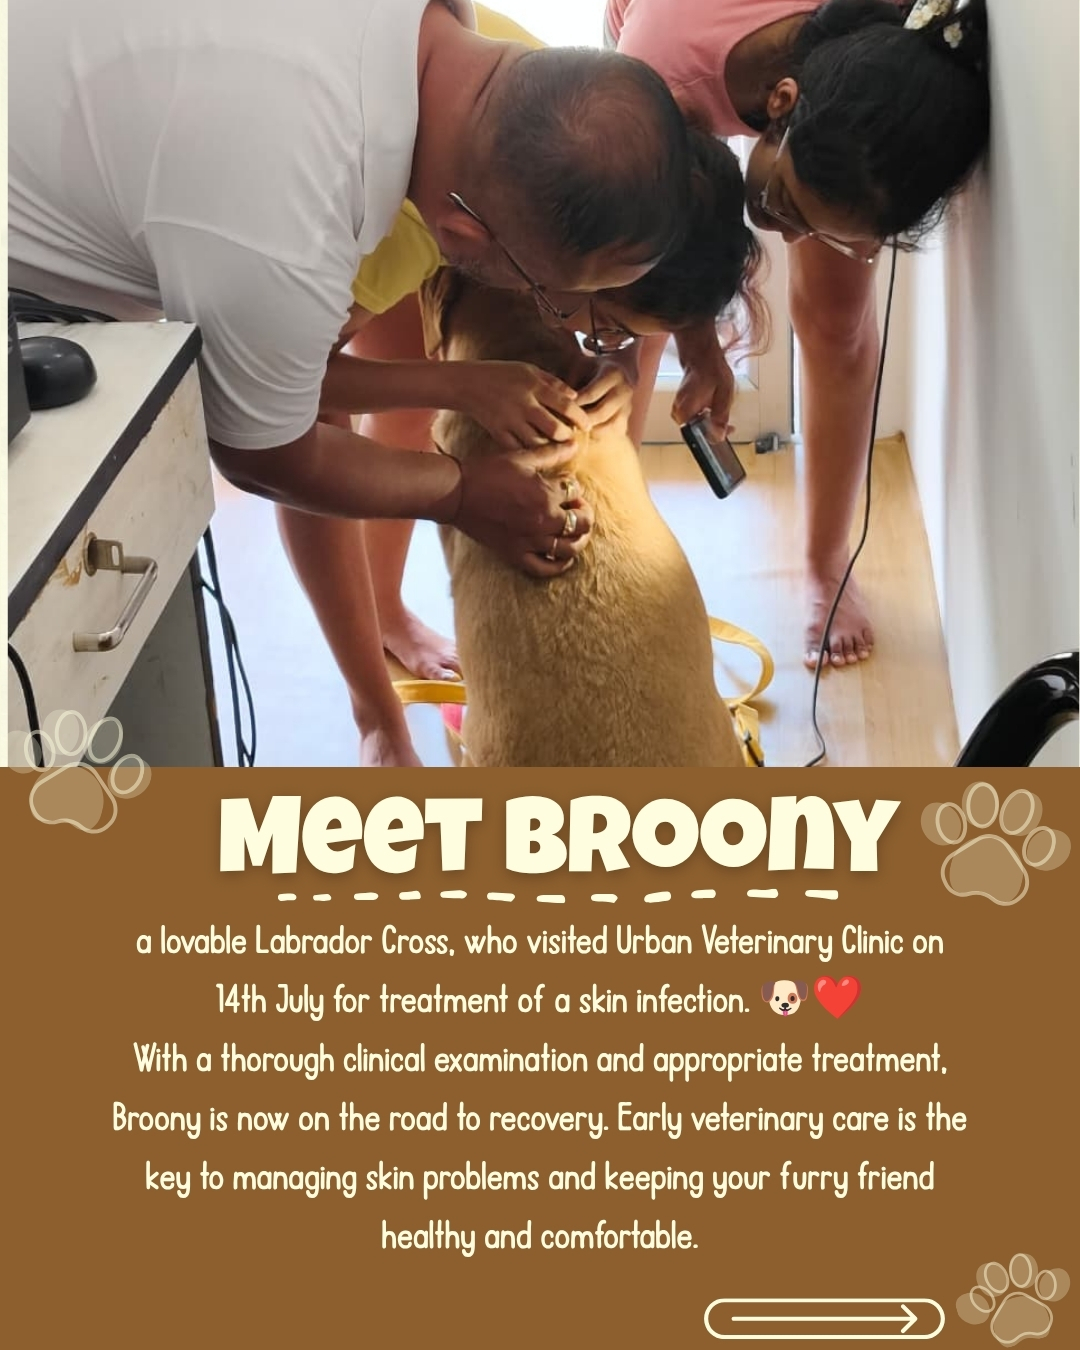 MEET BROONY
a lovable Labrador Cross, who visited Urban Veterinary Clinic on
14th July for treatment of a skin infection. 🐶❤️
With a thorough clinical examination and appropriate treatment,
Broony is now on the road to recovery. Early veterinary care is the
key to managing skin problems and keeping your furry friend
healthy and comfortable.